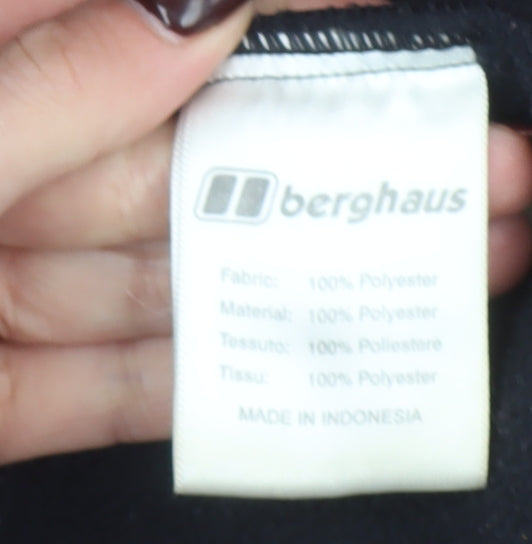 berghaus
Fabric: 100% Polyester
Material: 100% Polyester
Tessuto: 100% Poliestere
Tissu: 100% Polyester
MADE IN INDONESIA